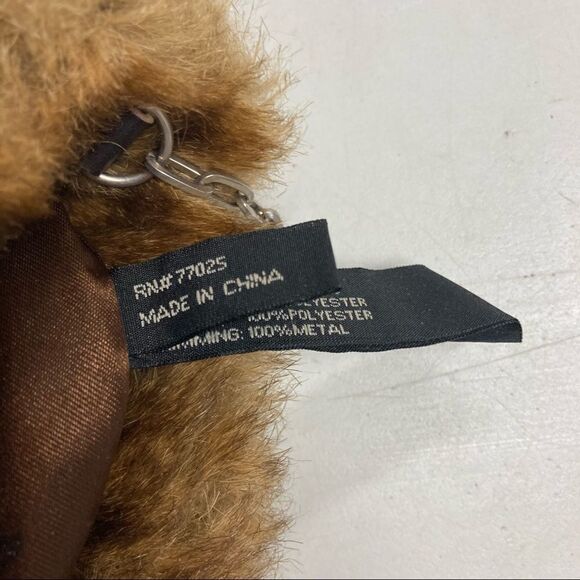 RN# 77025
MADE IN CHINA
POLYESTER
100%POLYESTER
100%METAL